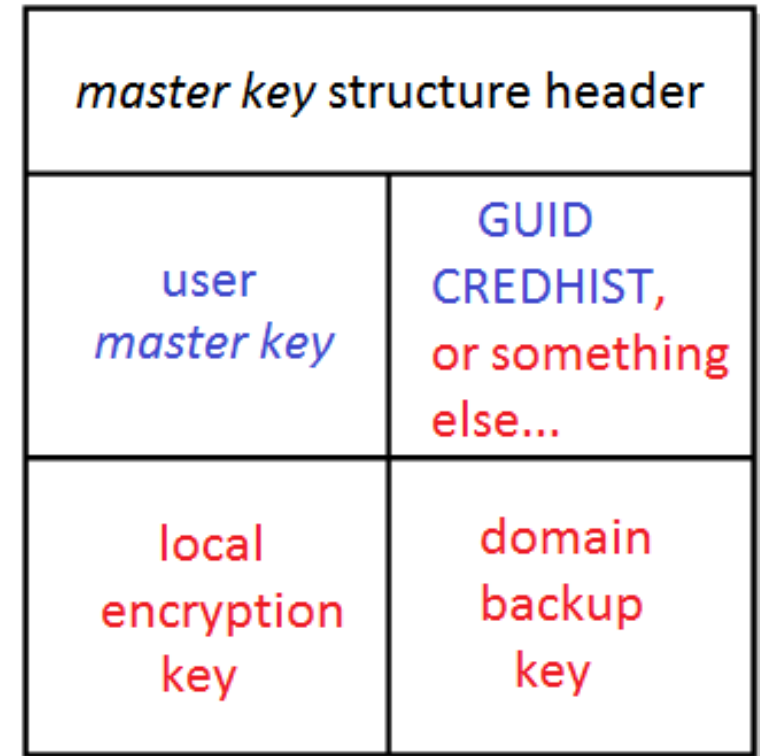 master key structure header
user
master key
GUID
CREDHIST,
or something
else...
local
encryption
key
domain
backup
key